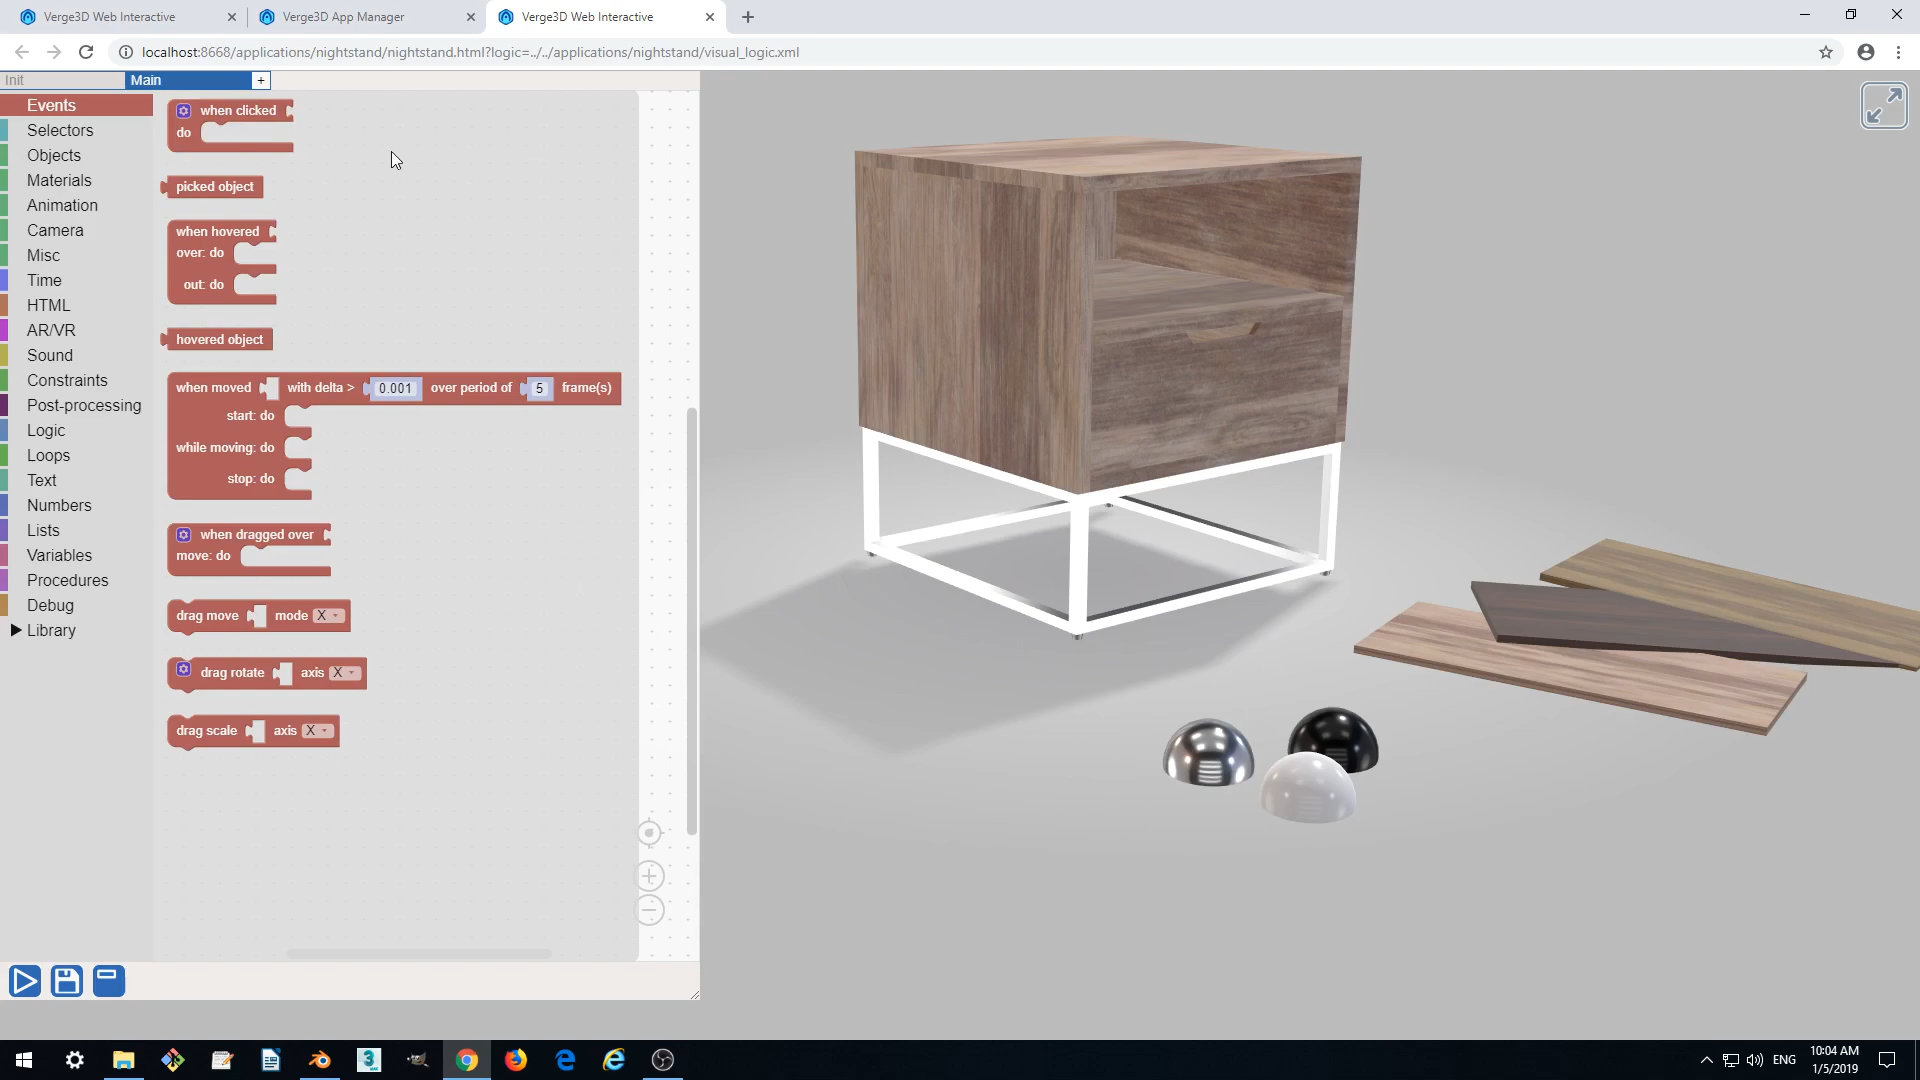 Verge3D Web Interactive
Verge3D App Manager
Verge3D Web Interactive
localhost:8668/applications/nightstand/nightstand.html?logic=../../applications/nightstand/visual_logic.xml
Init
Main
+
Events
Selectors
Objects
Materials
Animation
Camera
Misc
Time
HTML
AR/VR
Sound
Constraints
Post-processing
Logic
Loops
Text
Numbers
Lists
Variables
Procedures
Debug
Library
when clicked
do
picked object
when hovered
over: do
out: do
hovered object
when moved with delta > 0.001 over period of 5 frame(s)
start: do
while moving: do
stop: do
when dragged over
move: do
drag move mode X
drag rotate axis X
drag scale axis X
ENG
10:04 AM
1/5/2019